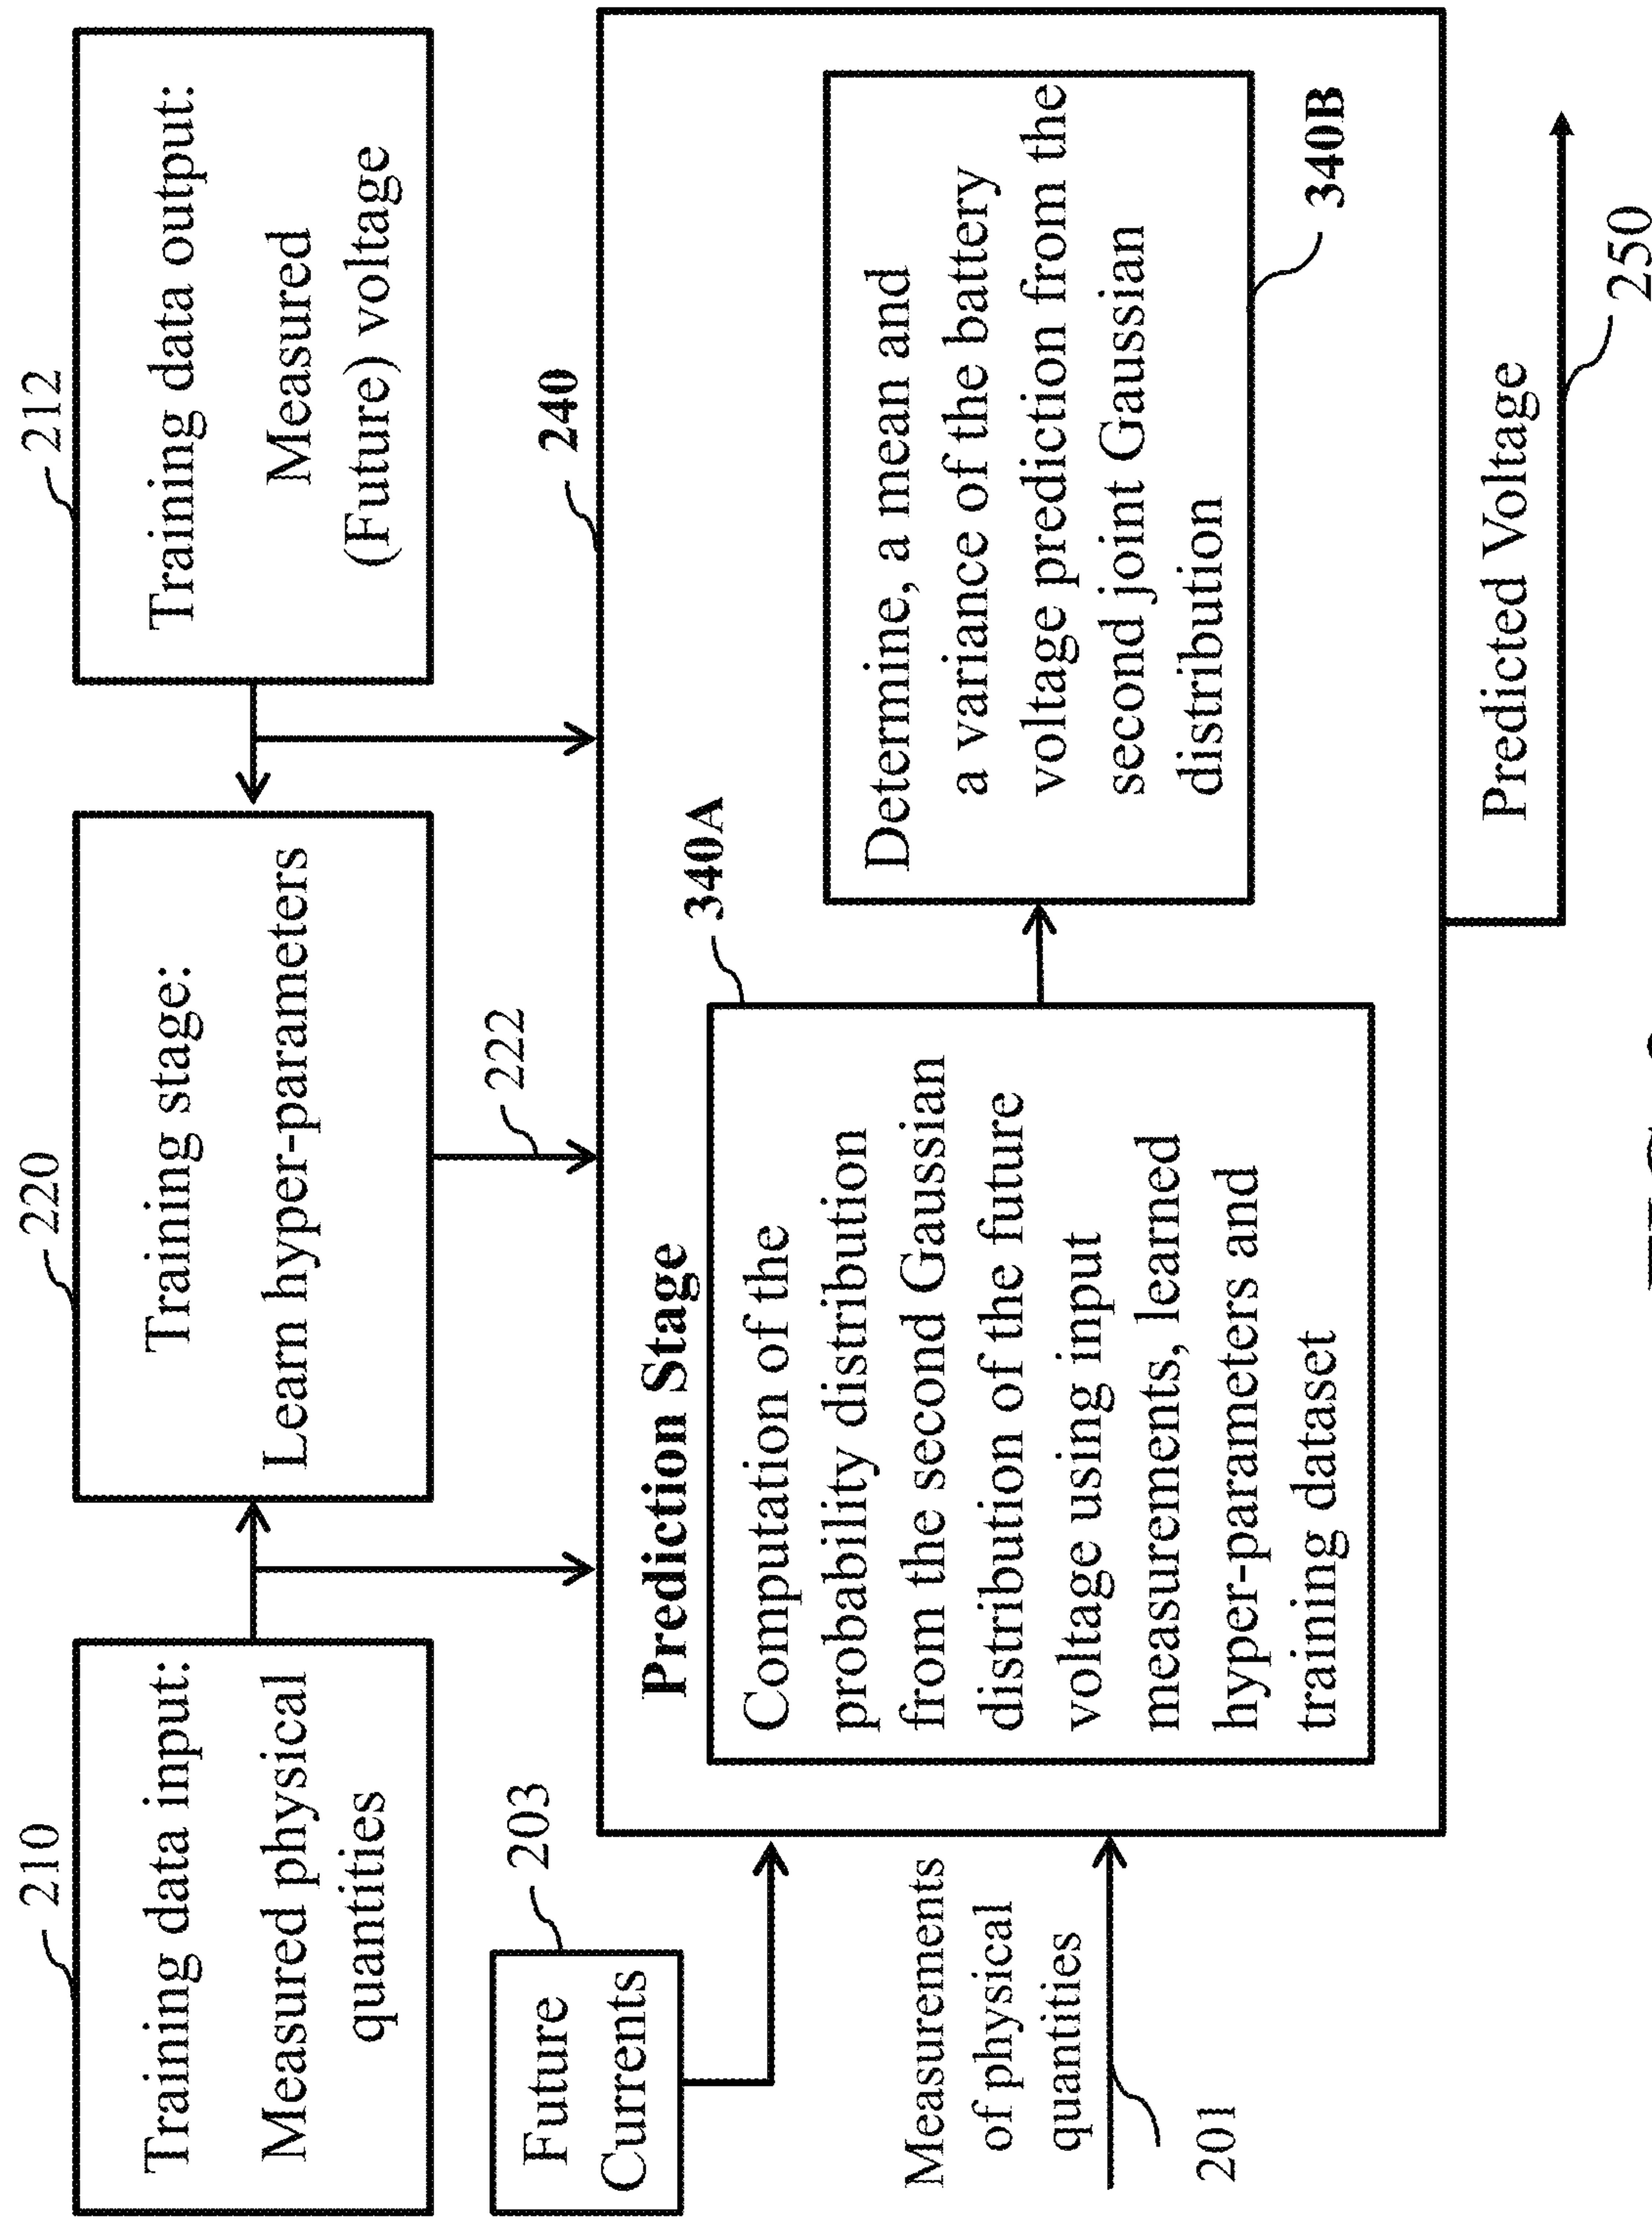 210
Training data input:
Measured physical
quantities
220
Training stage:
Learn hyper-parameters
212
Training data output:
Measured
(Future) voltage
222
240
203
Future
Currents
Measurements
of physical
quantities
201
Prediction Stage
340A
Computation of the
probability distribution
from the second Gaussian
distribution of the future
voltage using input
measurements, learned
hyper-parameters and
training dataset
Determine, a mean and
a variance of the battery
voltage prediction from the
second joint Gaussian
distribution
340B
Predicted Voltage
250